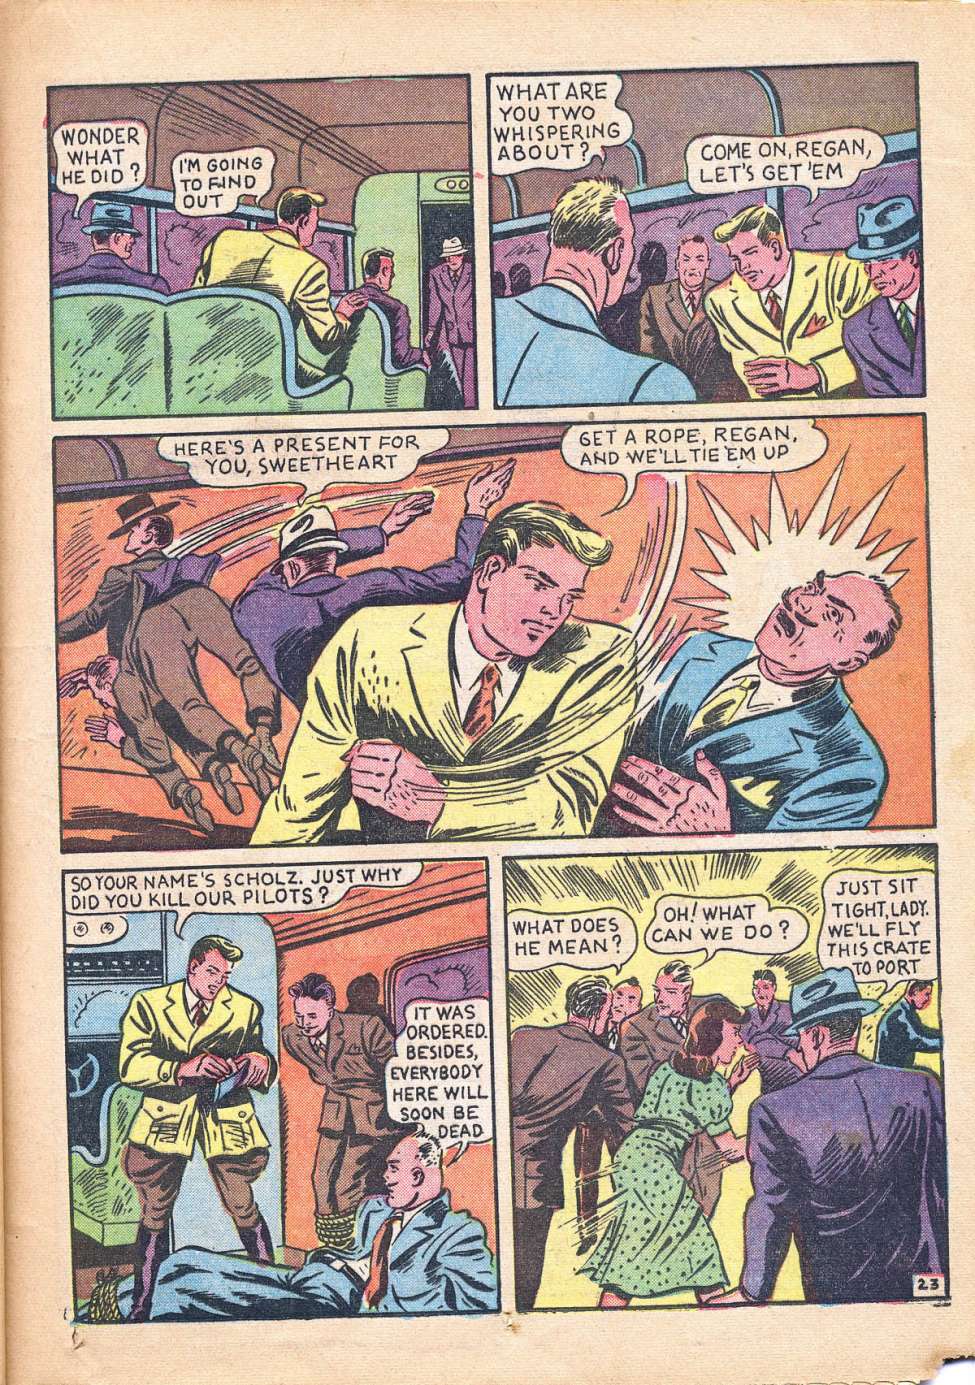 WONDER
WHAT
HE DID?
I'M GOING
TO FIND
OUT
WHAT ARE
YOU TWO
WHISPERING
ABOUT?
COME ON, REGAN,
LET'S GET 'EM
HERE'S A PRESENT FOR
YOU, SWEETHEART
GET A ROPE, REGAN,
AND WE'LL TIE 'EM UP
SO YOUR NAME'S SCHOLZ. JUST WHY
DID YOU KILL OUR PILOTS?
IT WAS
ORDERED.
BESIDES,
EVERYBODY
HERE WILL
SOON BE
DEAD
WHAT DOES
HE MEAN?
OH! WHAT
CAN WE DO?
JUST SIT
TIGHT, LADY.
WE'LL FLY
THIS CRATE
TO PORT
23